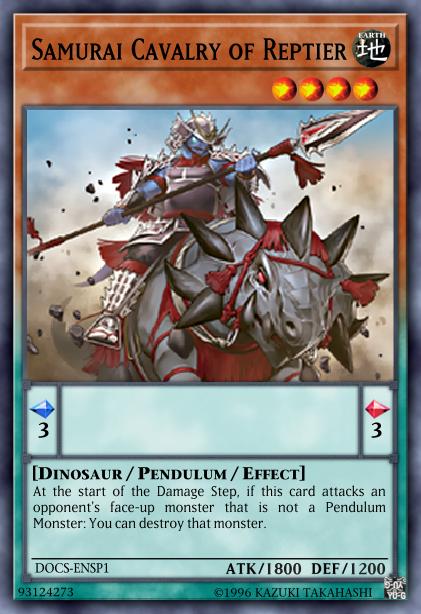 SAMURAI CAVALRY OF REPTIER
EARTH
地
3
3
[DINOSAUR / PENDULUM / EFFECT]
At the start of the Damage Step, if this card attacks an
opponent's face-up monster that is not a Pendulum
Monster: You can destroy that monster.
DOCS-ENSP1
ATK/1800 DEF/1200
93124273
©1996 KAZUKI TAKAHASHI